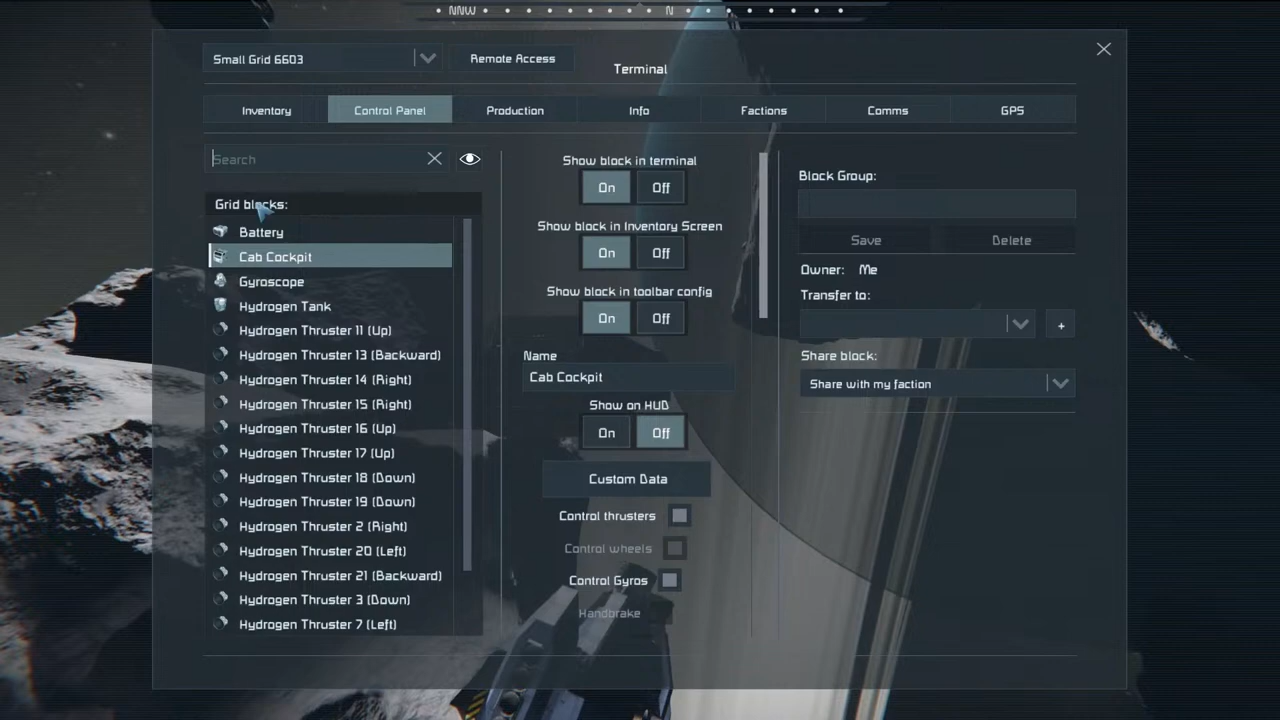 NNW N
Small Grid 6603
Remote Access
Terminal
Inventory
Control Panel
Production
Info
Factions
Comms
GPS
Search
Grid blocks:
Battery
Cab Cockpit
Gyroscope
Hydrogen Tank
Hydrogen Thruster 11 (Up)
Hydrogen Thruster 13 (Backward)
Hydrogen Thruster 14 (Right)
Hydrogen Thruster 15 (Right)
Hydrogen Thruster 16 (Up)
Hydrogen Thruster 17 (Up)
Hydrogen Thruster 18 (Down)
Hydrogen Thruster 19 (Down)
Hydrogen Thruster 2 (Right)
Hydrogen Thruster 20 (Left)
Hydrogen Thruster 21 (Backward)
Hydrogen Thruster 3 (Down)
Hydrogen Thruster 7 (Left)
Show block in terminal
On Off
Show block in Inventory Screen
On Off
Show block in toolbar config
On Off
Name
Cab Cockpit
Show on HUD
On Off
Custom Data
Control thrusters
Control wheels
Control Gyros
Handbrake
Block Group:
Save Delete
Owner: Me
Transfer to:
+
Share block:
Share with my faction